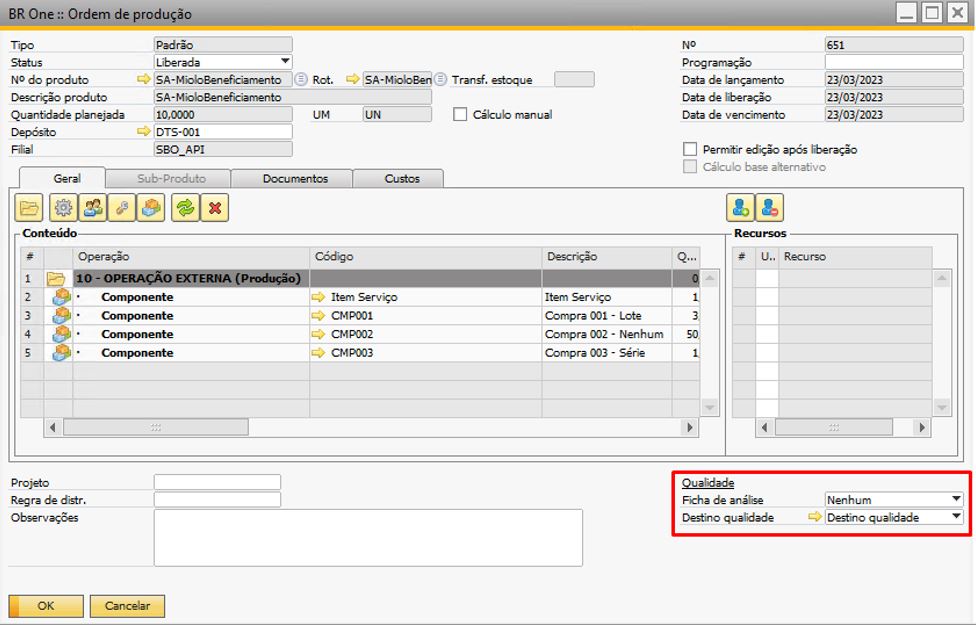 BR One :: Ordem de produção
Tipo Padrão Nº 651
Status Liberada Programação
Nº do produto SA-MioloBeneficiamento Rot. SA-MioloBen Transf. estoque Data de lançamento 23/03/2023
Descrição produto SA-MioloBeneficiamento Data de liberação 23/03/2023
Quantidade planejada 10,0000 UM UN Cálculo manual Data de vencimento 23/03/2023
Depósito DTS-001
Filial SBO_API Permitir edição após liberação
Cálculo base alternativo
Geral Sub-Produto Documentos Custos
Conteúdo Recursos
# Operação Código Descrição Q... # U.. Recurso
1 10 - OPERAÇÃO EXTERNA (Produção) 0,
2 Componente Item Serviço Item Serviço 1,
3 Componente CMP001 Compra 001 - Lote 3,
4 Componente CMP002 Compra 002 - Nenhum 50,
5 Componente CMP003 Compra 003 - Série 1,
Projeto Qualidade
Regra de distr. Ficha de análise Nenhum
Observações Destino qualidade Destino qualidade
OK Cancelar